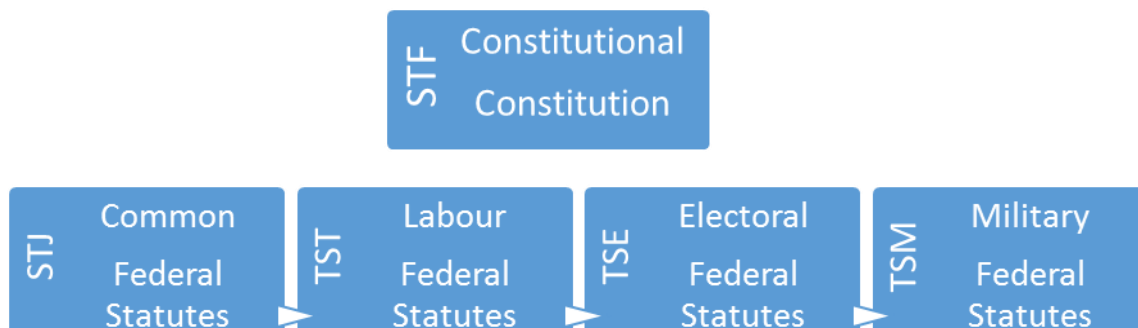 STF
Constitutional
Constitution
STJ
Common
Federal
Statutes
TST
Labour
Federal
Statutes
TSE
Electoral
Federal
Statutes
TSM
Military
Federal
Statutes